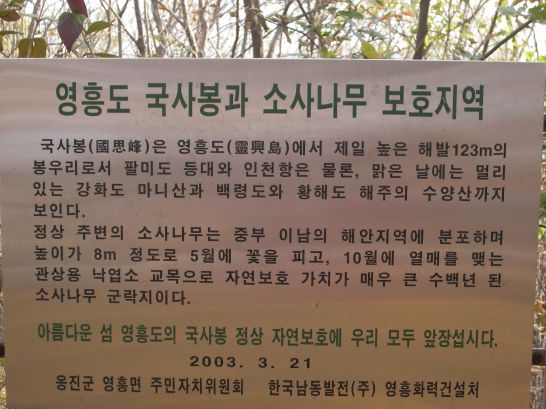 영흥도 국사봉과 소사나무 보호지역
국사봉(國思峰)은 영흥도(靈興島)에서 제일 높은 해발123m의
봉우리로서 팔미도 등대와 인천항은 물론, 맑은 날에는 멀리
있는 강화도 마니산과 백령도와 황해도 해주의 수양산까지
보인다.
정상 주변의 소사나무는 중부 이남의 해안지역에 분포하며
높이가 8m 정도로 5월에 꽃을 피고, 10월에 열매를 맺는
관상용 낙엽소 교목으로 자연보호 가치가 매우 큰 수백년 된
소사나무 군락지이다.
아름다운 섬 영흥도의 국사봉 정상 자연보호에 우리 모두 앞장섭시다.
2003. 3. 21
옹진군 영흥면 주민자치위원회 한국남동발전(주) 영흥화력건설처